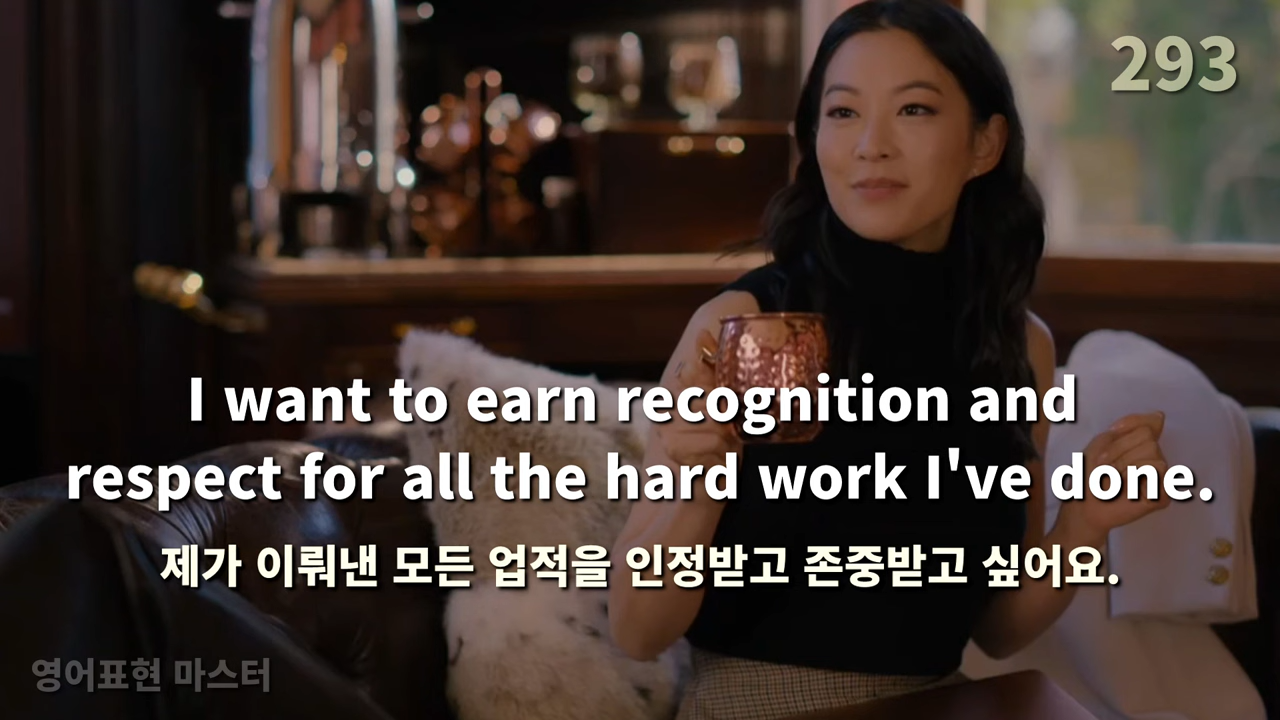 293
I want to earn recognition and
respect for all the hard work I've done.
제가 이뤄낸 모든 업적을 인정받고 존중받고 싶어요.
영어표현 마스터